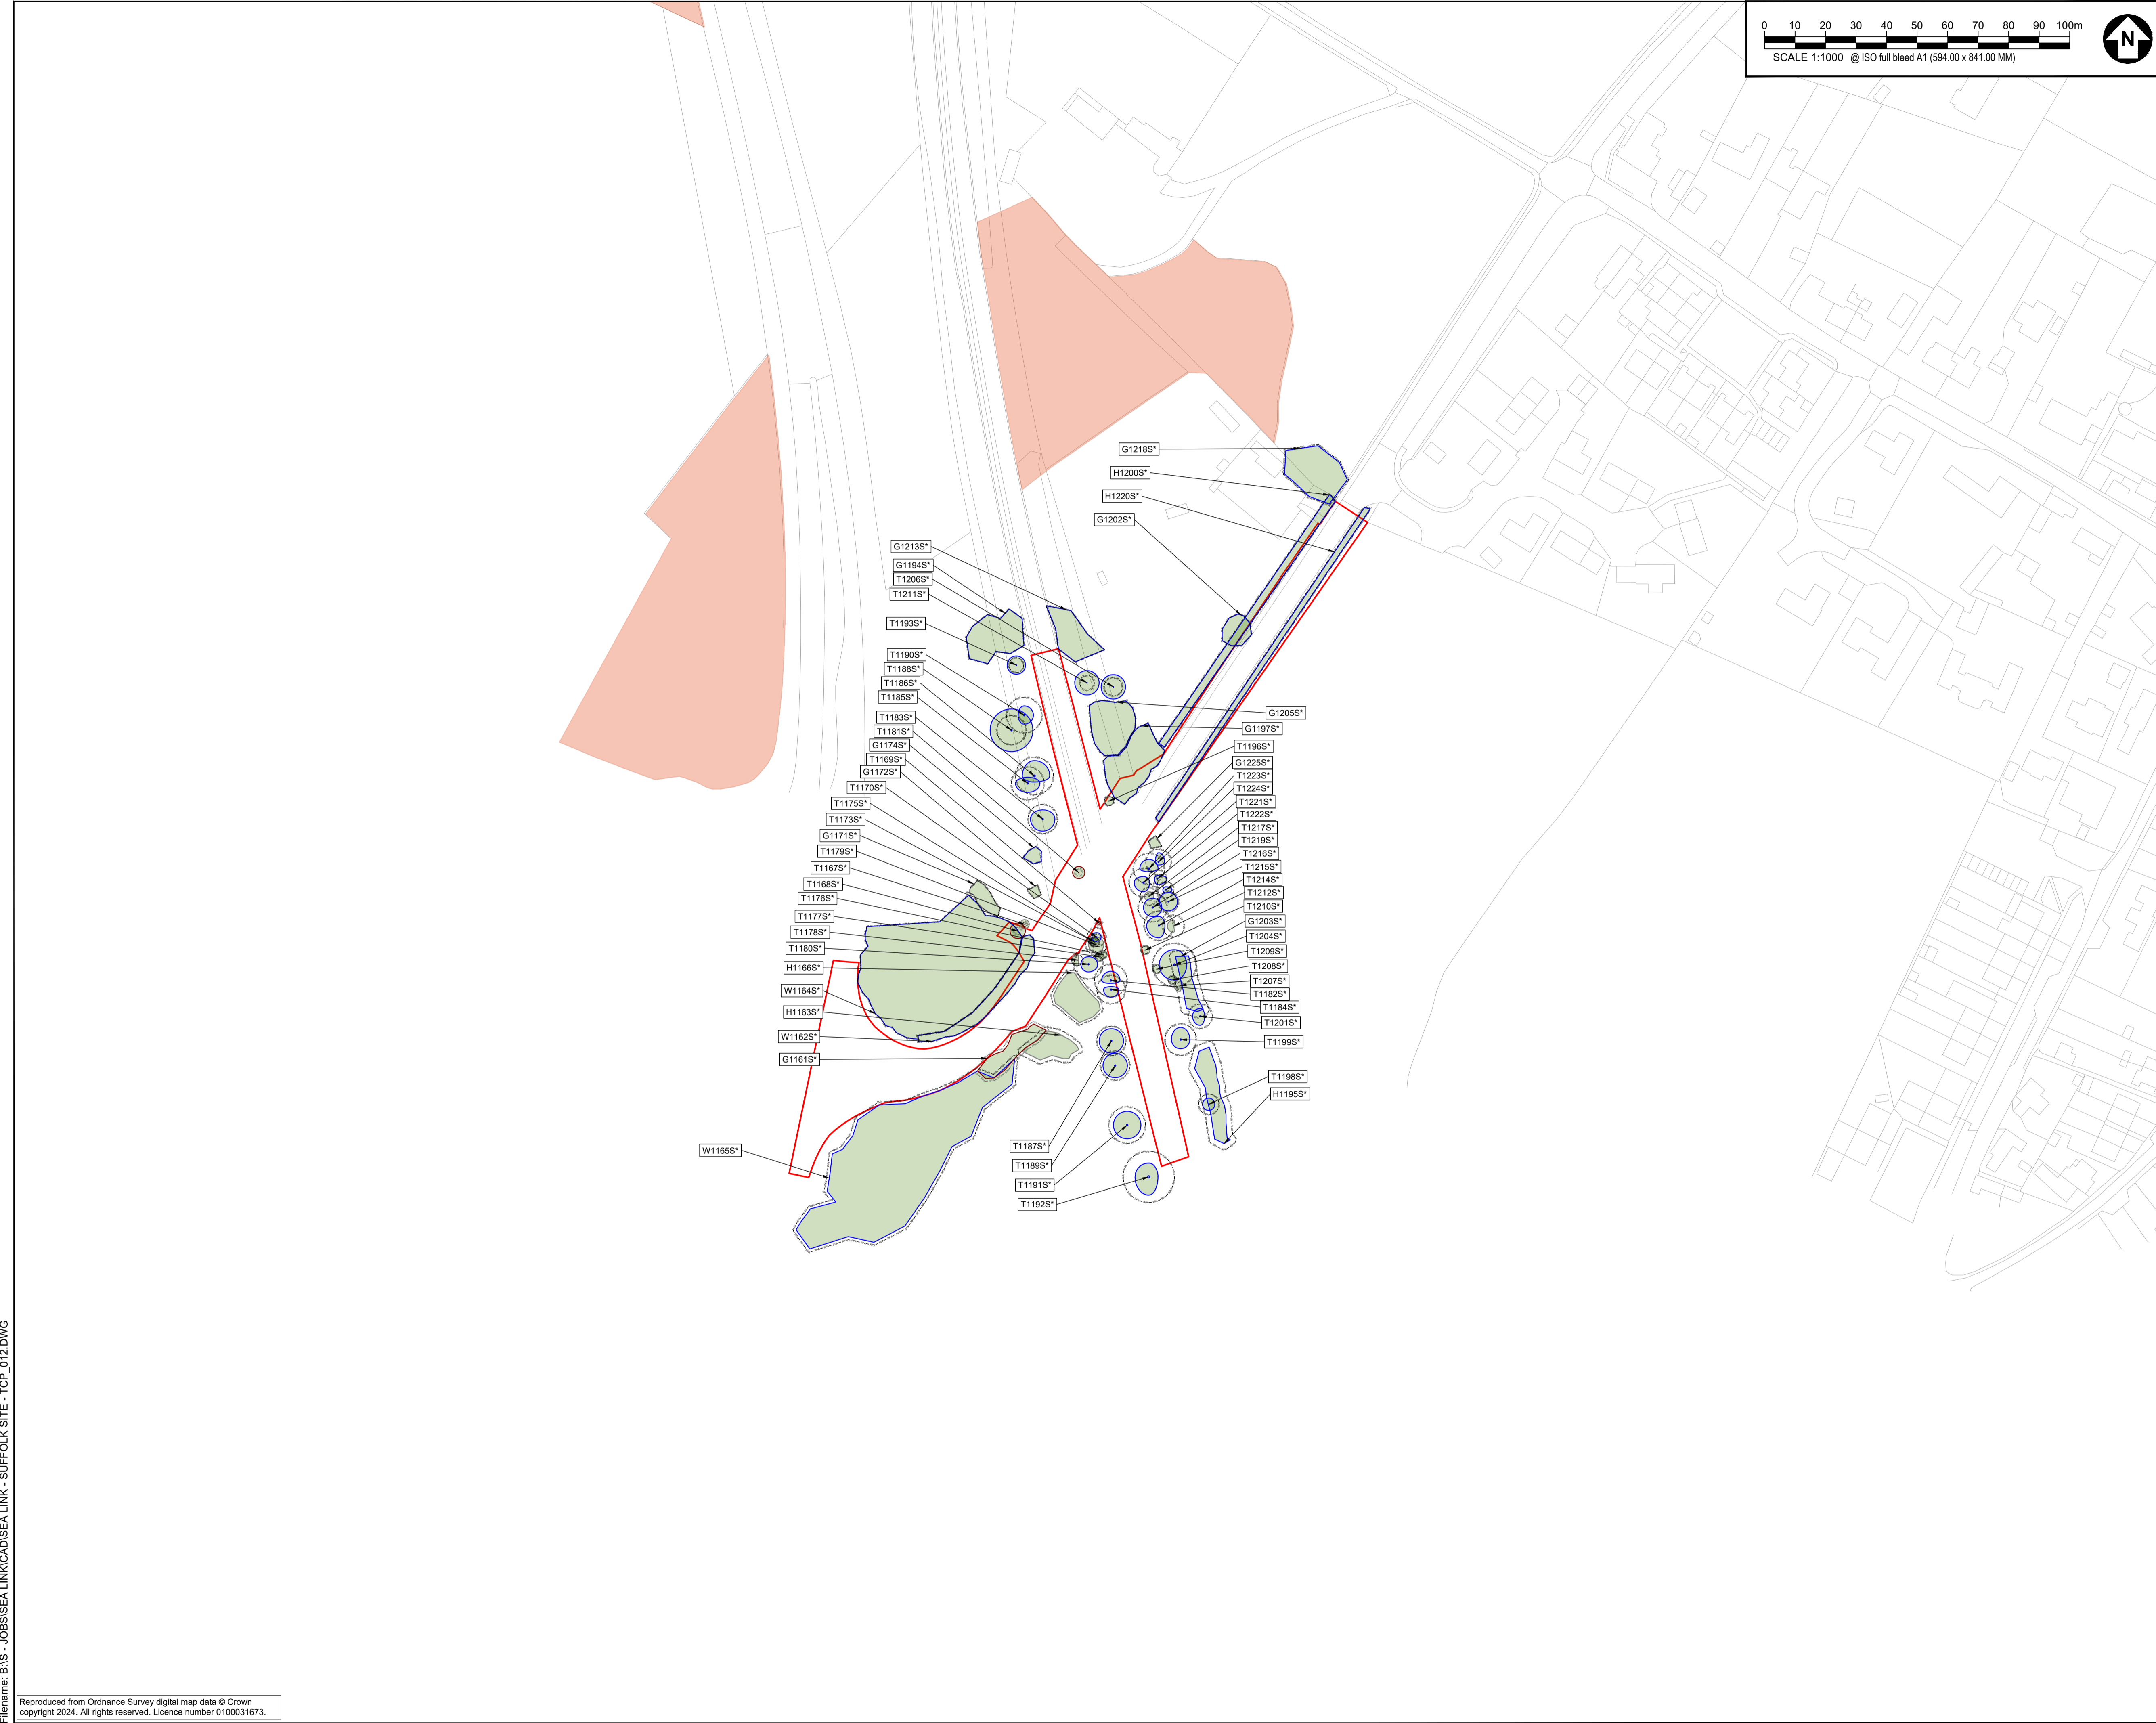 0 10 20 30 40 50 60 70 80 90 100m
SCALE 1:1000 @ ISO full bleed A1 (594.00 x 841.00 MM)
N
G1218S*
H1200S*
H1220S*
G1202S*
G1213S*
G1194S*
T1206S*
T1211S*
T1193S*
T1190S*
T1188S*
T1186S*
T1185S*
T1183S*
T1181S*
G1174S*
T1169S*
G1172S*
T1170S*
T1175S*
T1173S*
G1171S*
T1179S*
T1167S*
T1168S*
T1176S*
T1177S*
T1178S*
T1180S*
H1166S*
W1164S*
H1163S*
W1162S*
G1161S*
W1165S*
G1205S*
G1197S*
T1196S*
G1225S*
T1223S*
T1224S*
T1221S*
T1222S*
T1217S*
T1219S*
T1216S*
T1215S*
T1214S*
T1212S*
T1210S*
G1203S*
T1204S*
T1209S*
T1208S*
T1207S*
T1182S*
T1184S*
T1201S*
T1199S*
T1198S*
H1195S*
T1187S*
T1189S*
T1191S*
T1192S*
Filename: B:\S - JOBS\SEA LINK\CAD\SEA LINK - SUFFOLK SITE - TCP_012.DWG
Reproduced from Ordnance Survey digital map data © Crown
copyright 2024. All rights reserved. Licence number 0100031673.